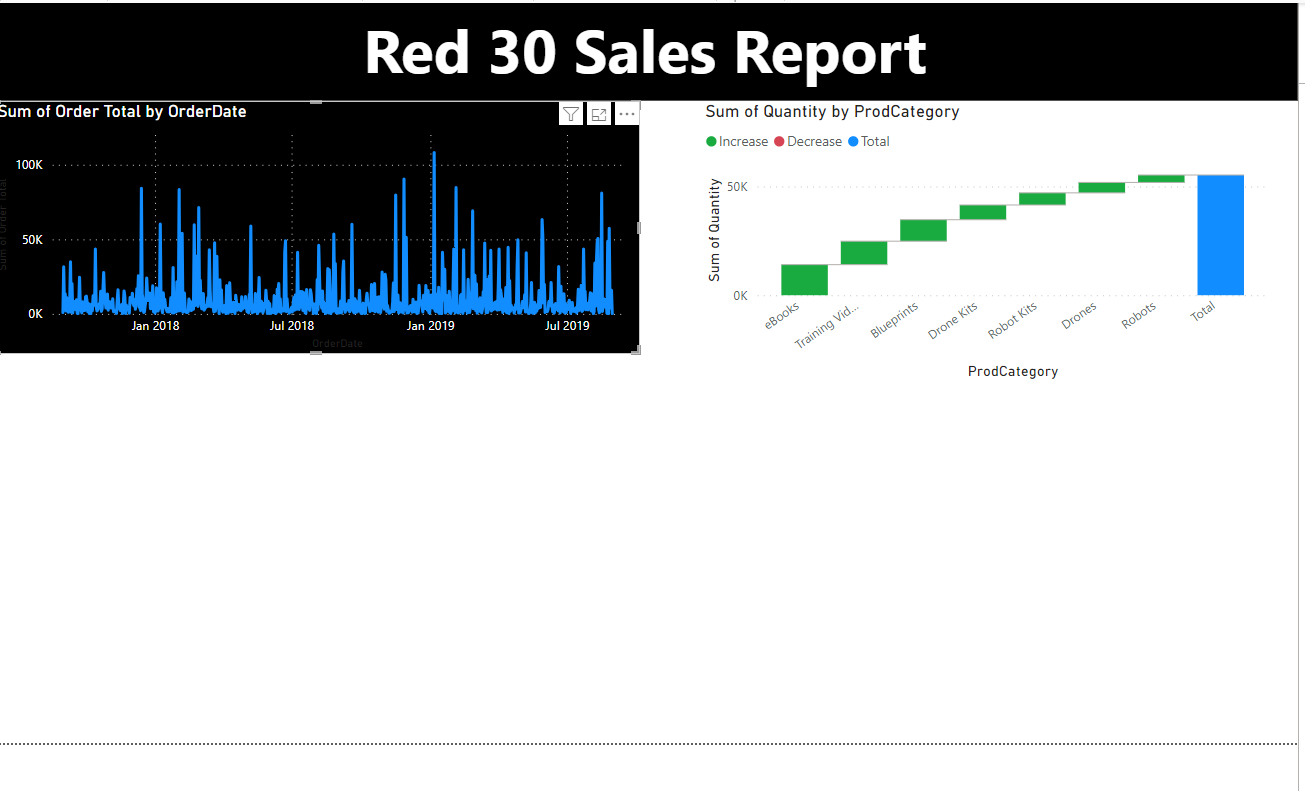 Red 30 Sales Report
Sum of Order Total by OrderDate
100K
50K
0K
Sum of Order Total
Jan 2018
Jul 2018
Jan 2019
Jul 2019
OrderDate
Sum of Quantity by ProdCategory
Increase Decrease Total
50K
0K
Sum of Quantity
eBooks
Training Vid...
Blueprints
Drone Kits
Robot Kits
Drones
Robots
Total
ProdCategory